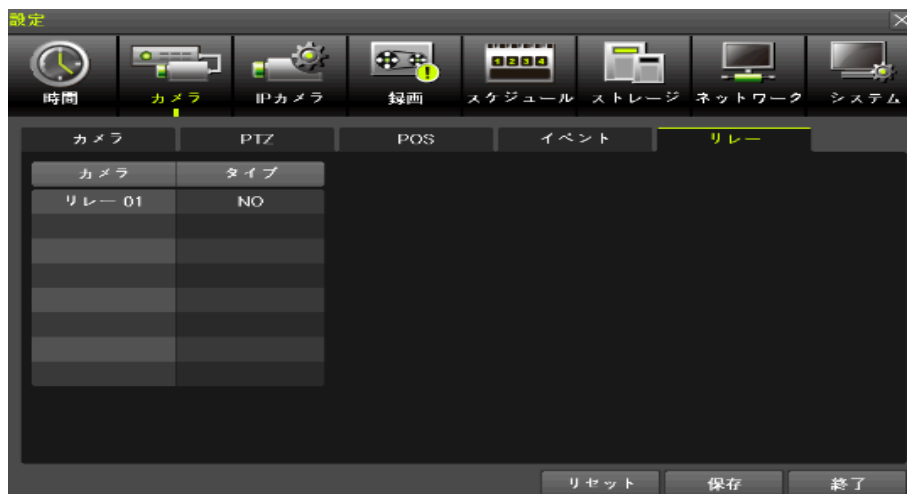 設定
時間 カメラ IPカメラ 録画 スケジュール ストレージ ネットワーク システム
カメラ PTZ POS イベント リレー
カメラ タイプ
リレー 01 NO
リセット 保存 終了